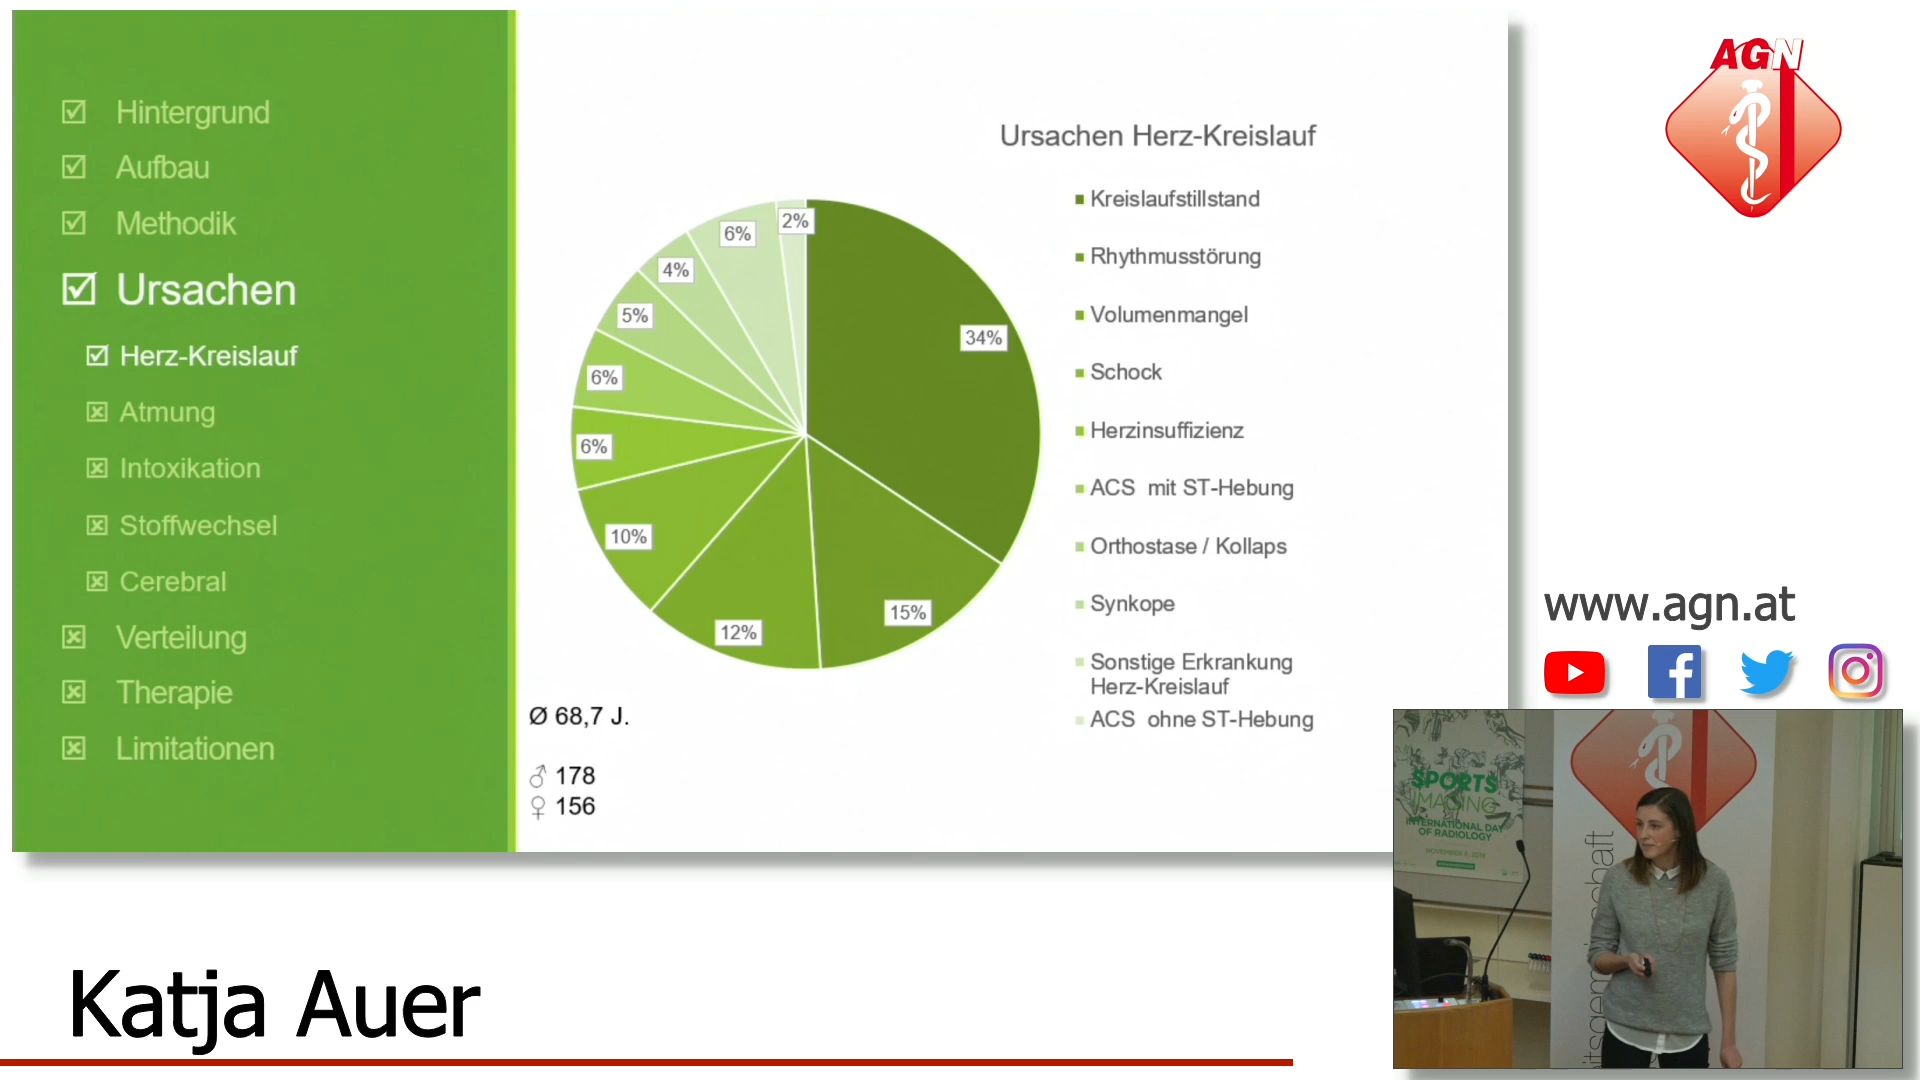 Hintergrund
Aufbau
Methodik
Ursachen
Herz-Kreislauf
Atmung
Intoxikation
Stoffwechsel
Cerebral
Verteilung
Therapie
Limitationen
Ursachen Herz-Kreislauf
34%
15%
12%
10%
6%
6%
5%
4%
6%
2%
Kreislaufstillstand
Rhythmusstörung
Volumenmangel
Schock
Herzinsuffizienz
ACS mit ST-Hebung
Orthostase / Kollaps
Synkope
Sonstige Erkrankung
Herz-Kreislauf
ACS ohne ST-Hebung
Ø 68,7 J.
♂ 178
♀ 156
AGN
www.agn.at
SPORTS
IMAGING
INTERNATIONAL DAY
OF RADIOLOGY
NOVEMBER 8, 2019
Katja Auer